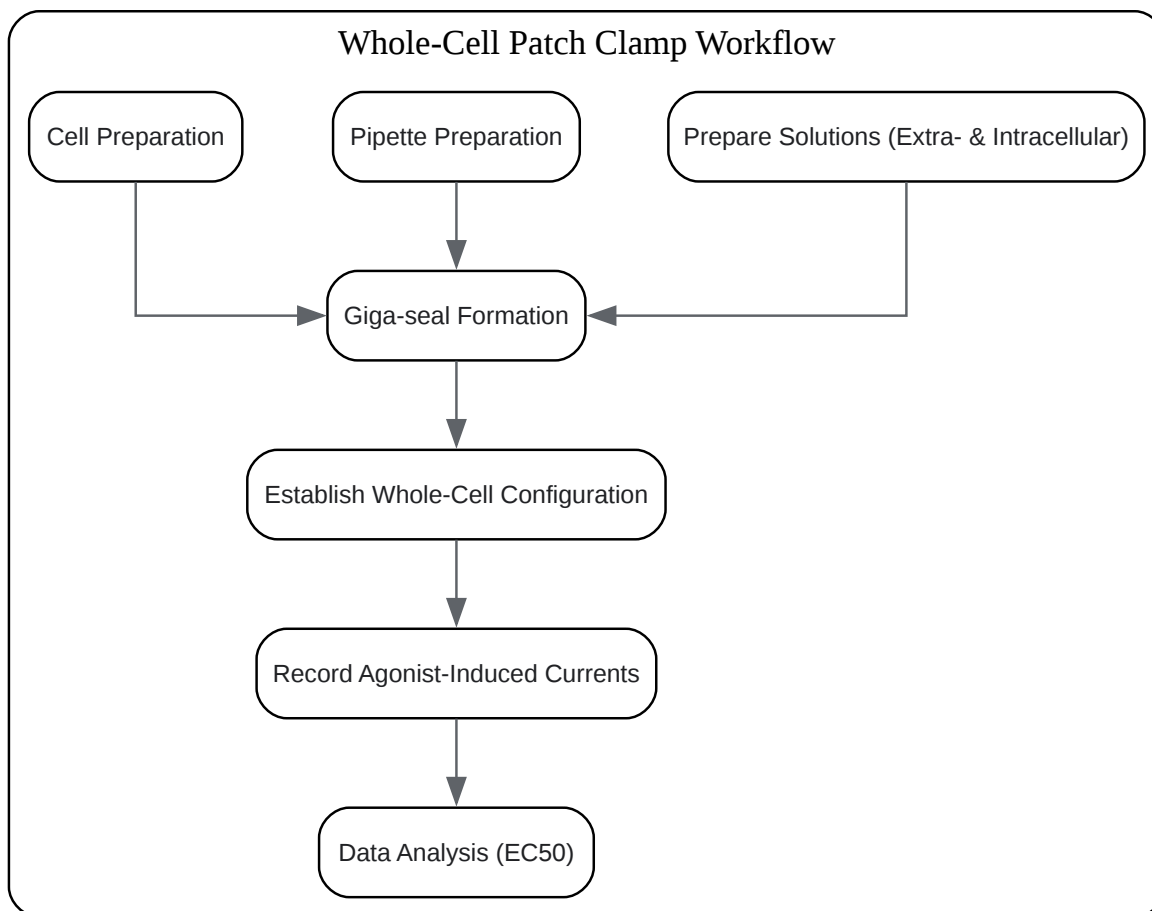 Whole-Cell Patch Clamp Workflow
Cell Preparation
Pipette Preparation
Prepare Solutions (Extra- & Intracellular)
Giga-seal Formation
Establish Whole-Cell Configuration
Record Agonist-Induced Currents
Data Analysis (EC50)